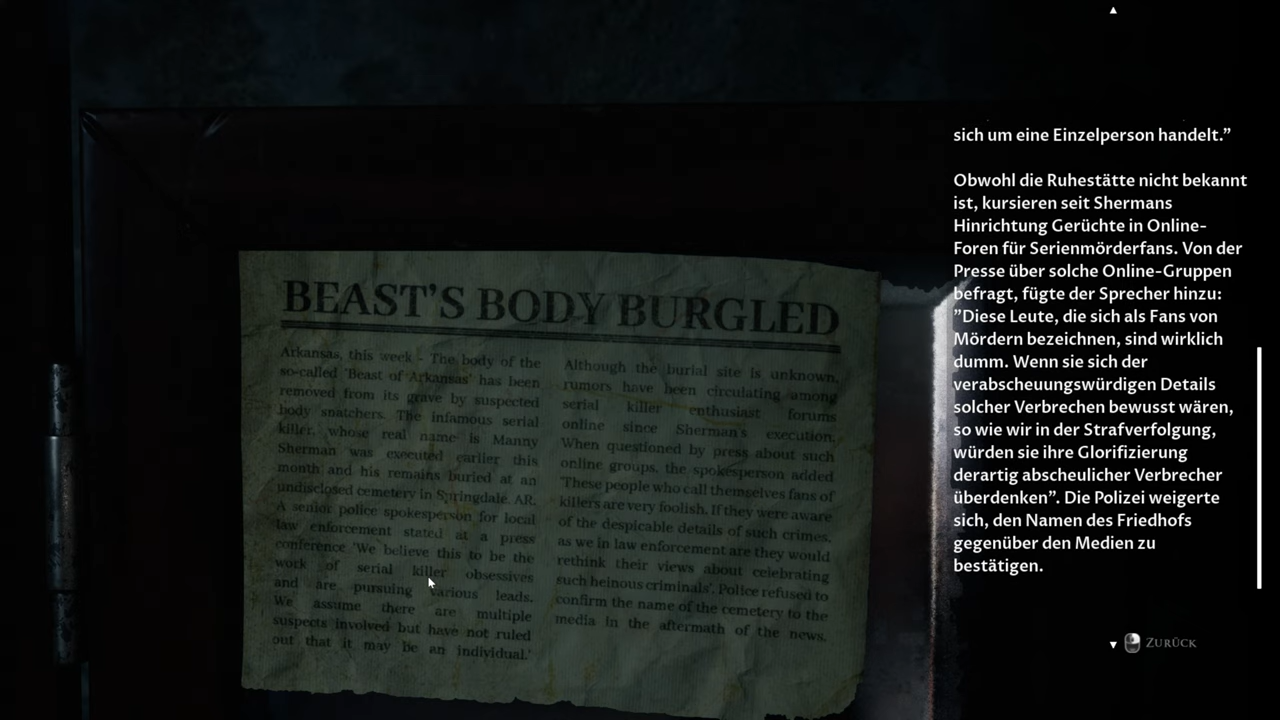 BEAST'S BODY BURGLED
Arkansas, this week - The body of the
so-called 'Beast of Arkansas' has been
removed from its grave by suspected
body snatchers. The infamous serial
killer, whose real name is Manny
Sherman was executed earlier this
month and his remains buried at an
undisclosed cemetery in Springdale, AR.
A senior police spokesperson for local
law enforcement stated at a press
conference 'We believe this to be the
work of serial killer obsessives
and are pursuing various leads.
We assume there are multiple
suspects involved but have not ruled
out that it may be an individual.'
Although the burial site is unknown,
rumors have been circulating among
serial killer enthusiast forums
online since Sherman's execution.
When questioned by press about such
online groups, the spokesperson added
'These people who call themselves fans of
killers are very foolish. If they were aware
of the despicable details of such crimes,
as we in law enforcement are they would
rethink their views about celebrating
such heinous criminals'. Police refused to
confirm the name of the cemetery to the
media in the aftermath of the news.
sich um eine Einzelperson handelt.”
Obwohl die Ruhestätte nicht bekannt
ist, kursieren seit Shermans
Hinrichtung Gerüchte in Online-
Foren für Serienmörderfans. Von der
Presse über solche Online-Gruppen
befragt, fügte der Sprecher hinzu:
”Diese Leute, die sich als Fans von
Mördern bezeichnen, sind wirklich
dumm. Wenn sie sich der
verabscheuungswürdigen Details
solcher Verbrechen bewusst wären,
so wie wir in der Strafverfolgung,
würden sie ihre Glorifizierung
derartig abscheulicher Verbrecher
überdenken”. Die Polizei weigerte
sich, den Namen des Friedhofs
gegenüber den Medien zu
bestätigen.
Zurück